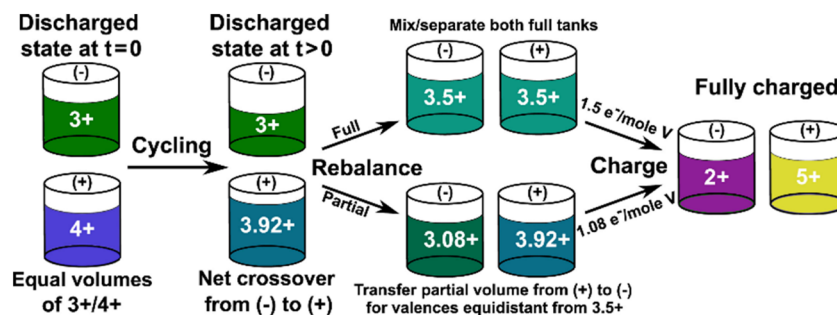 Discharged
state at t=0
(-)
3+
(+)
4+
Equal volumes
of 3+/4+
Cycling
Discharged
state at t>0
(-)
3+
(+)
3.92+
Net crossover
from (-) to (+)
Full
Rebalance
Partial
Mix/separate both full tanks
(-)
3.5+
(+)
3.5+
(-)
3.08+
(+)
3.92+
Transfer partial volume from (+) to (-)
for valences equidistant from 3.5+
1.5 e⁻/mole V
Charge
1.08 e⁻/mole V
Fully charged
(-)
2+
(+)
5+